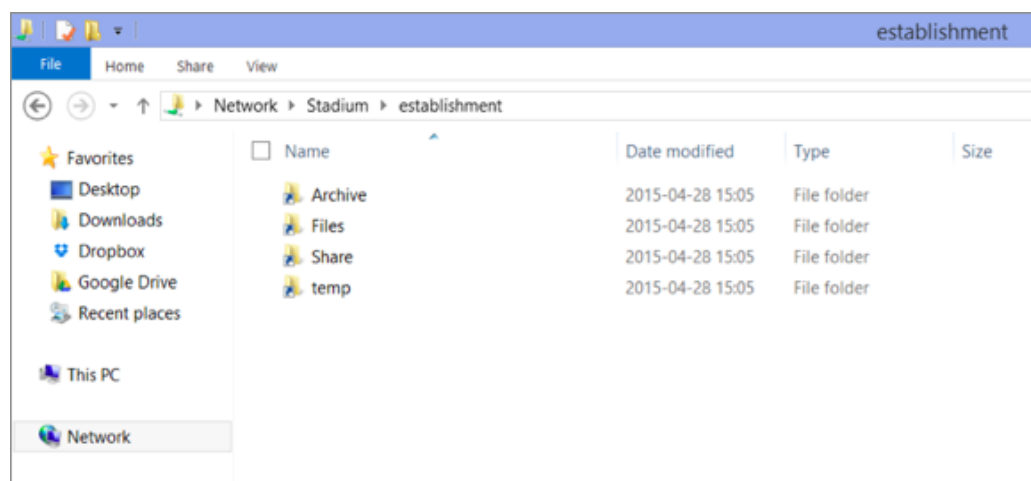 establishment
File Home Share View
Network Stadium establishment
Favorites
Desktop
Downloads
Dropbox
Google Drive
Recent places
This PC
Network
Name Date modified Type Size
Archive 2015-04-28 15:05 File folder
Files 2015-04-28 15:05 File folder
Share 2015-04-28 15:05 File folder
temp 2015-04-28 15:05 File folder